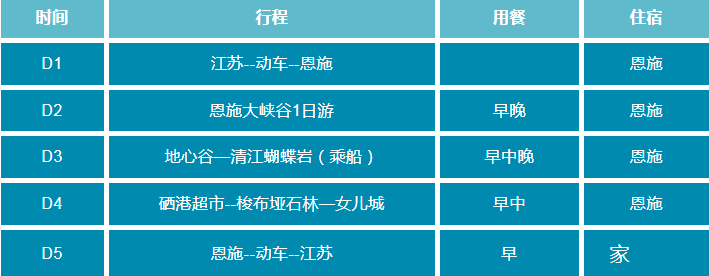 时间 行程 用餐 住宿
D1 江苏--动车--恩施 恩施
D2 恩施大峡谷1日游 早晚 恩施
D3 地心谷—清江蝴蝶岩（乘船） 早中晚 恩施
D4 硒港超市--梭布垭石林—女儿城 早中 恩施
D5 恩施--动车--江苏 早 家